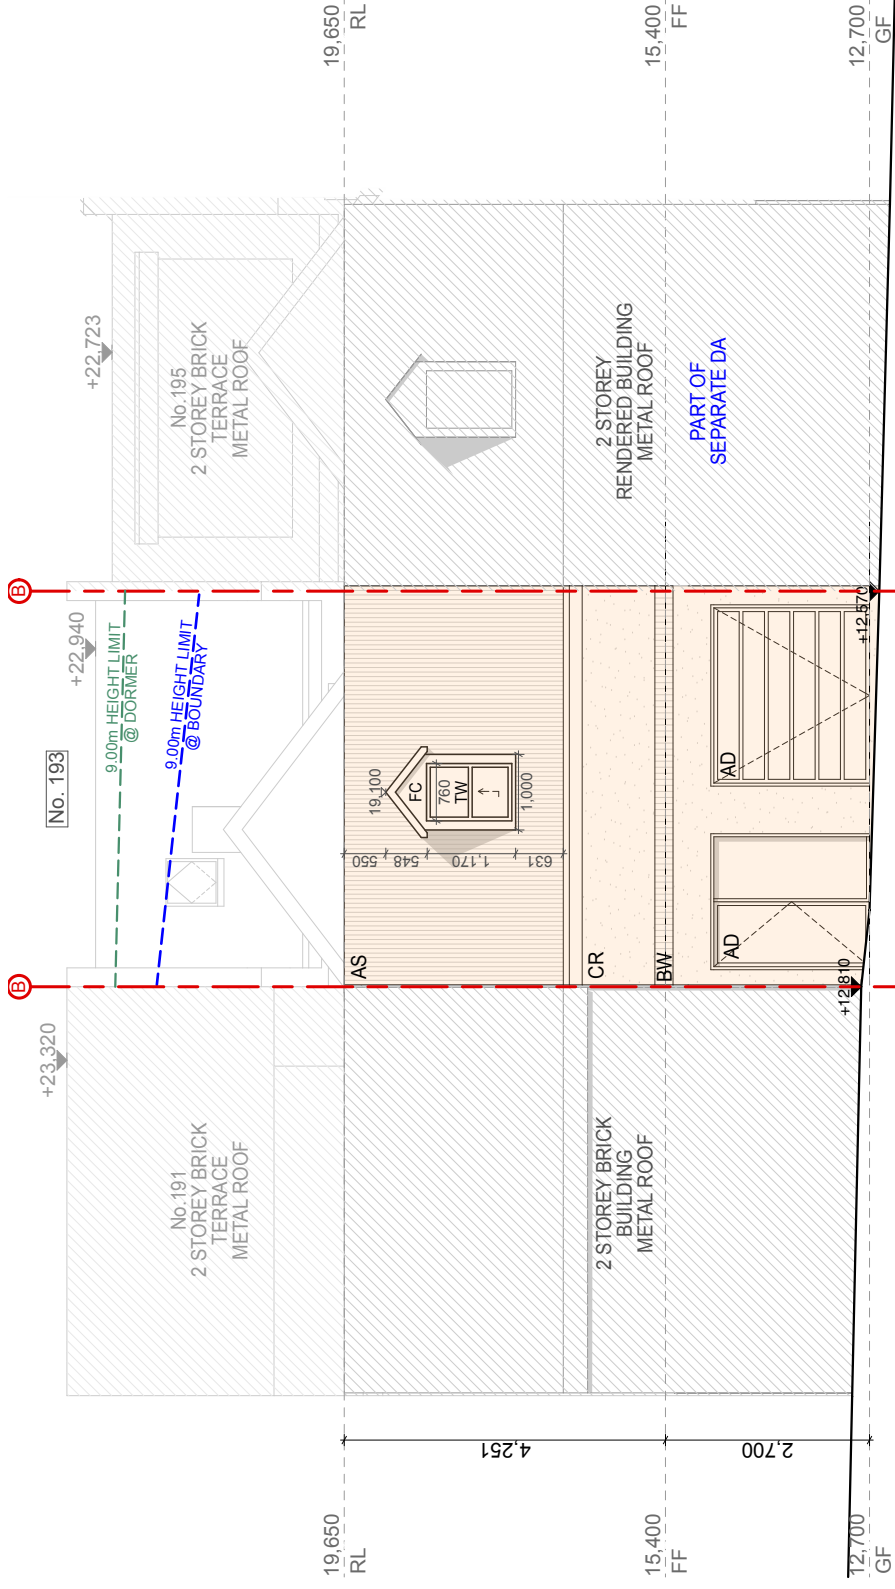 +23,320
No. 193
+22,940
+22,723
9.00m HEIGHT LIMIT
@ DORMER
9.00m HEIGHT LIMIT
@ BOUNDARY
B
B
No.191
2 STOREY BRICK
TERRACE
METAL ROOF
No.195
2 STOREY BRICK
TERRACE
METAL ROOF
19,650
RL
19,650
RL
AS
19,100
FC
760
TW
1,000
550
548
1,170
631
4,251
CR
2 STOREY BRICK
BUILDING
METAL ROOF
2 STOREY
RENDERED BUILDING
METAL ROOF
PART OF
SEPARATE DA
15,400
FF
BW
15,400
FF
2,700
AD
AD
+12,810
+12,570
12,700
GF
12,700
GF